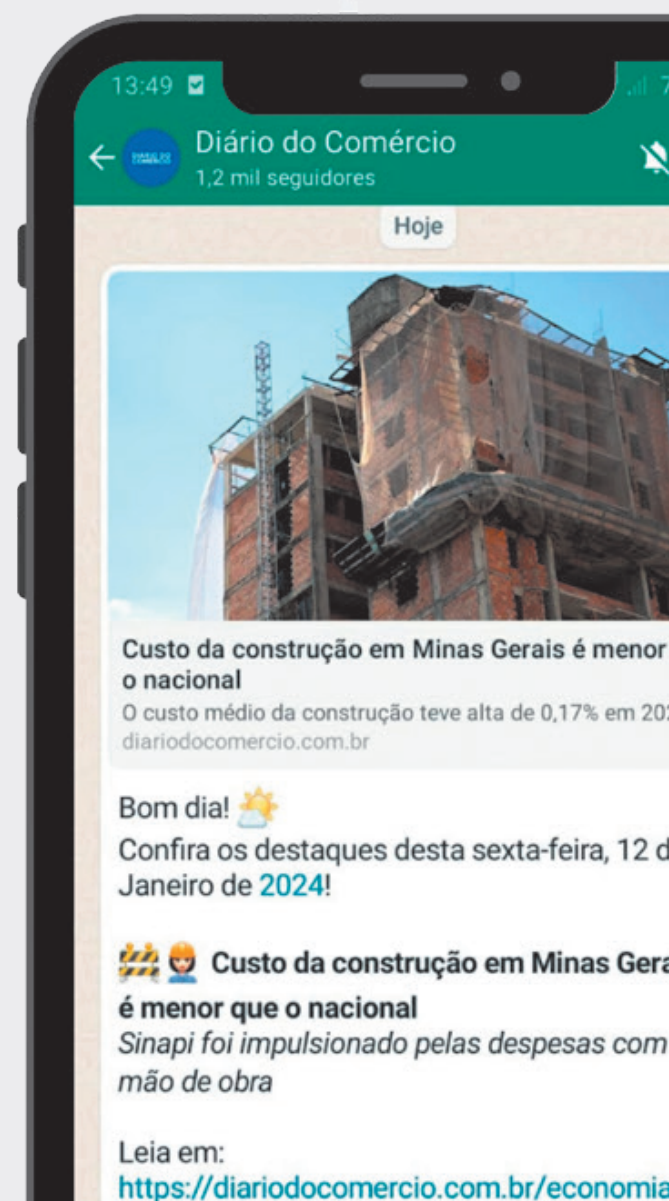 13:49
Diário do Comércio
1,2 mil seguidores
Hoje
Custo da construção em Minas Gerais é menor
o nacional
O custo médio da construção teve alta de 0,17% em 202
diariodocomercio.com.br
Bom dia!
Confira os destaques desta sexta-feira, 12 d
Janeiro de 2024!
Custo da construção em Minas Gera
é menor que o nacional
Sinapi foi impulsionado pelas despesas com
mão de obra
Leia em:
https://diariodocomercio.com.br/economia